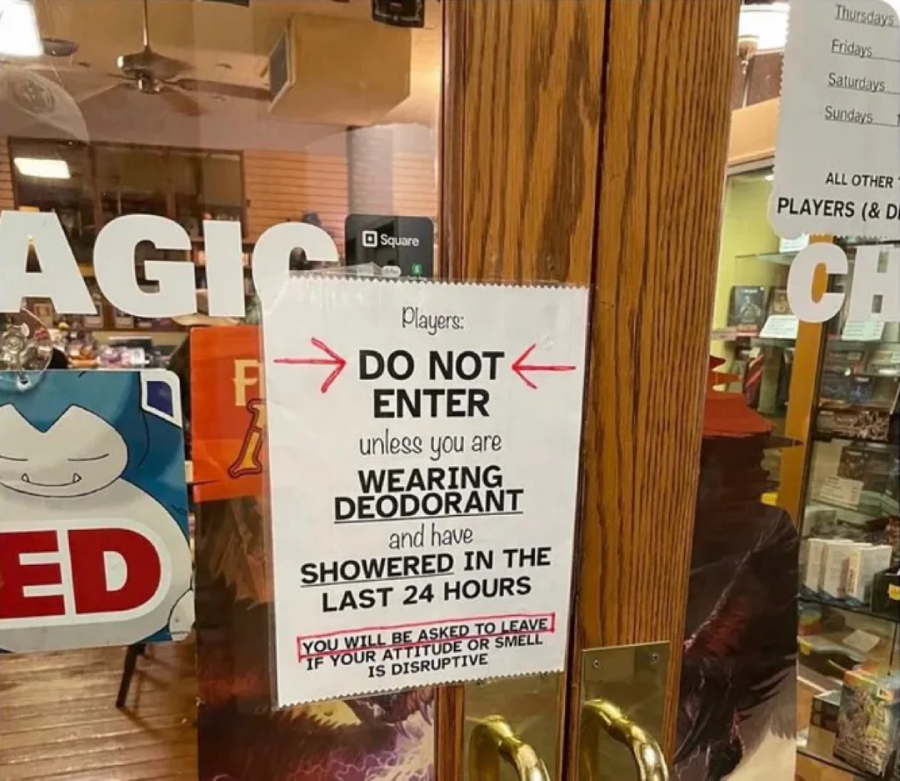 Thursdays
Fridays
Saturdays
Sundays
ALL OTHER
PLAYERS (& D
AGIC
Square
CH
Players:
DO NOT
ENTER
unless you are
WEARING
DEODORANT
and have
SHOWERED IN THE
LAST 24 HOURS
YOU WILL BE ASKED TO LEAVE
IF YOUR ATTITUDE OR SMELL
IS DISRUPTIVE
ED